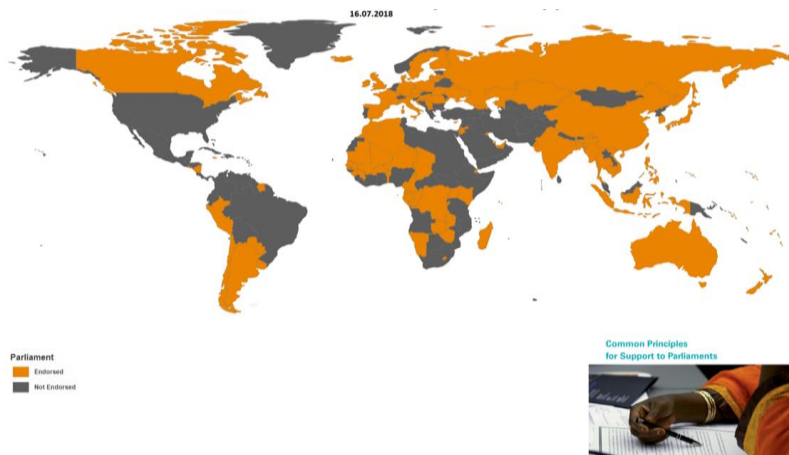 16.07.2018
Parliament
Endorsed
Not Endorsed
Common Principles
for Support to Parliaments